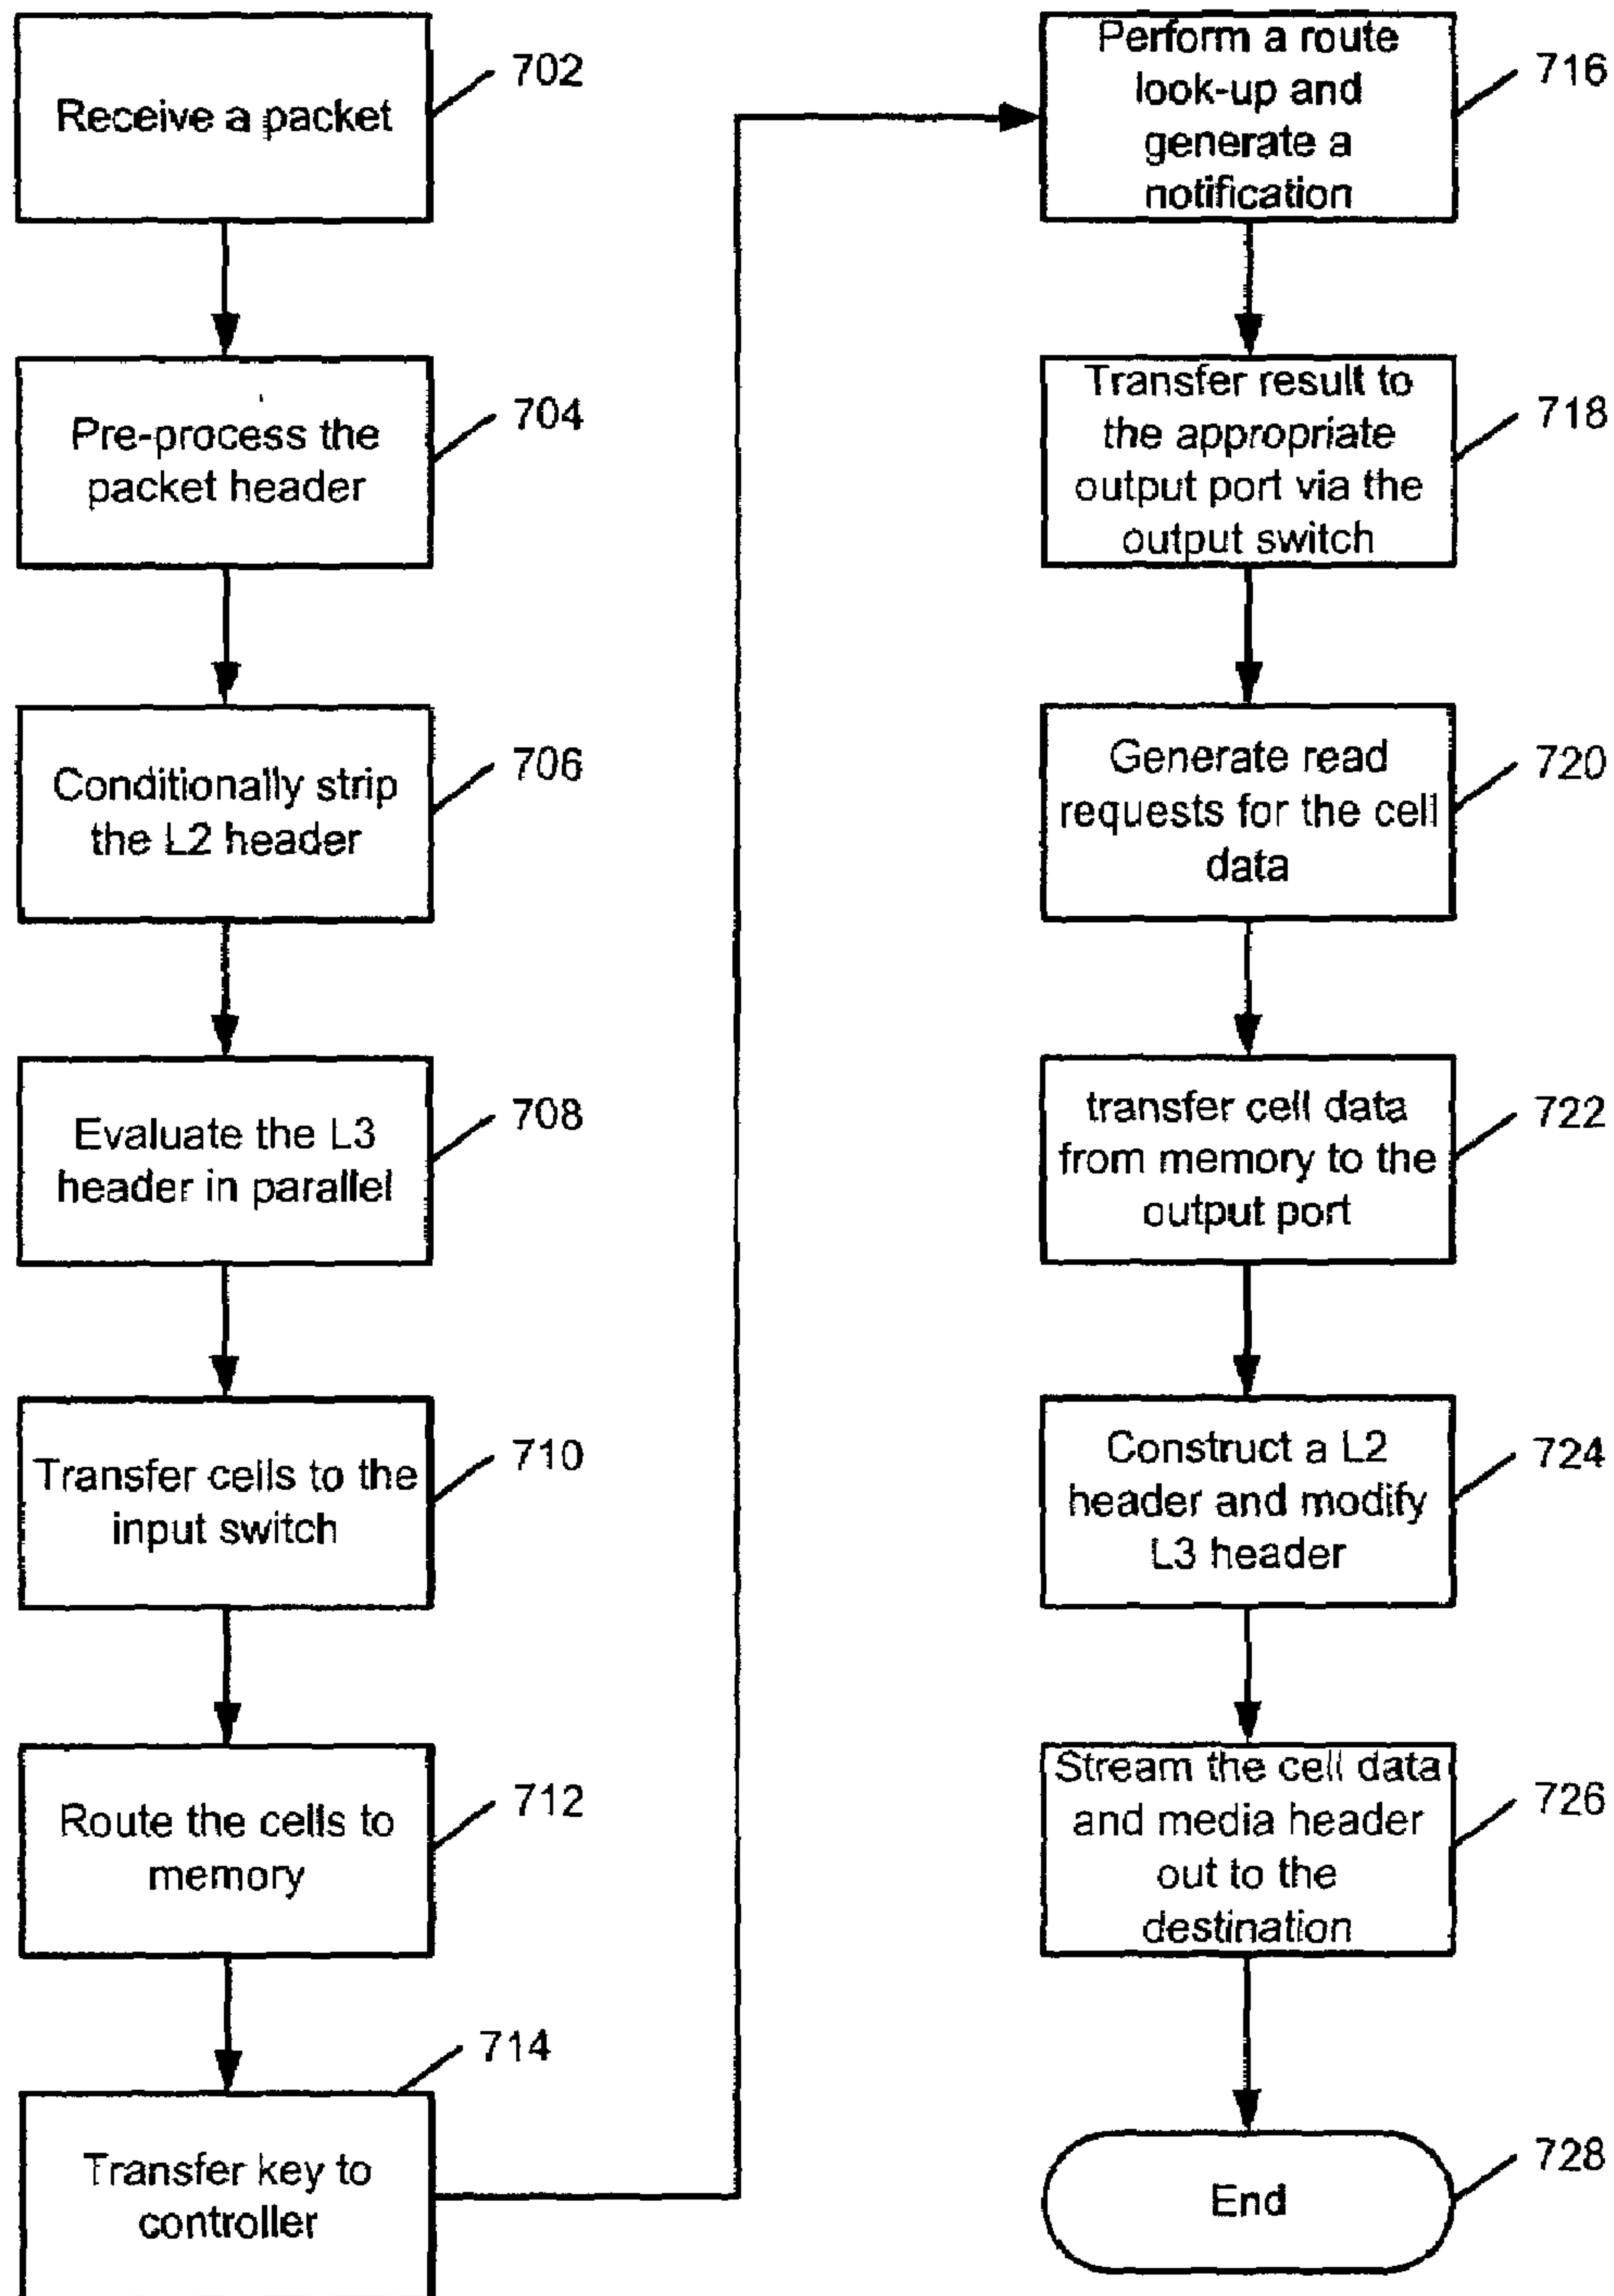 Receive a packet
702
Pre-process the
packet header
704
Conditionally strip
the L2 header
706
Evaluate the L3
header in parallel
708
Transfer cells to the
input switch
710
Route the cells to
memory
712
Transfer key to
controller
714
Perform a route
look-up and
generate a
notification
716
Transfer result to
the appropriate
output port via the
output switch
718
Generate read
requests for the cell
data
720
transfer cell data
from memory to the
output port
722
Construct a L2
header and modify
L3 header
724
Stream the cell data
and media header
out to the
destination
726
End
728